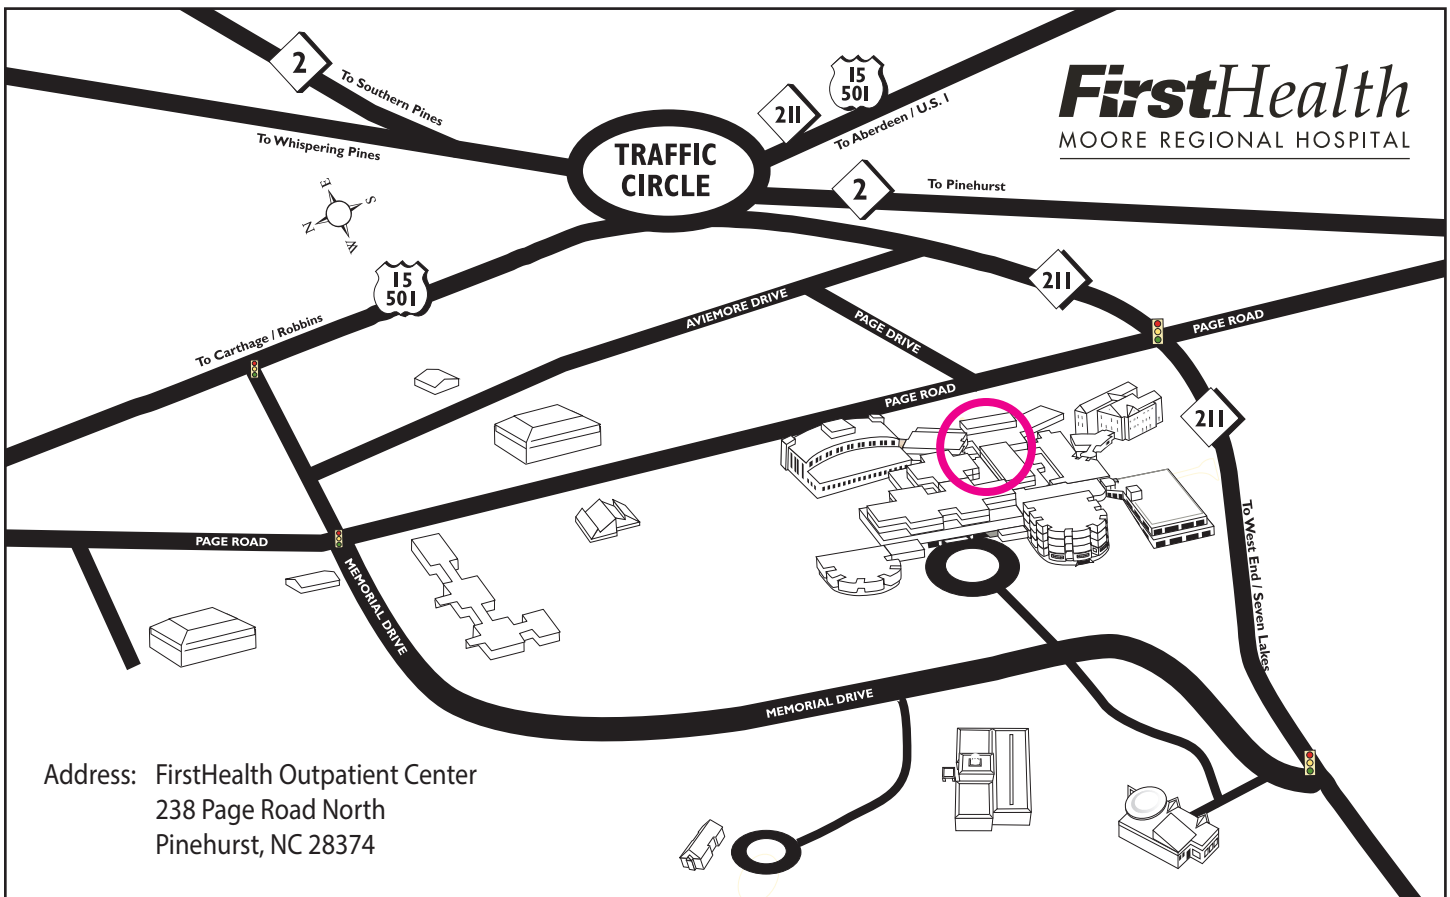 2
To Southern Pines
To Whispering Pines
TRAFFIC
CIRCLE
211
15
501
To Aberdeen / U.S. 1
FirstHealth
MOORE REGIONAL HOSPITAL
2
To Pinehurst
E
S
N
W
15
501
To Carthage / Robbins
AVIEMORE DRIVE
PAGE DRIVE
211
PAGE ROAD
PAGE ROAD
211
To West End / Seven Lakes
PAGE ROAD
MEMORIAL DRIVE
MEMORIAL DRIVE
Address: FirstHealth Outpatient Center
238 Page Road North
Pinehurst, NC 28374